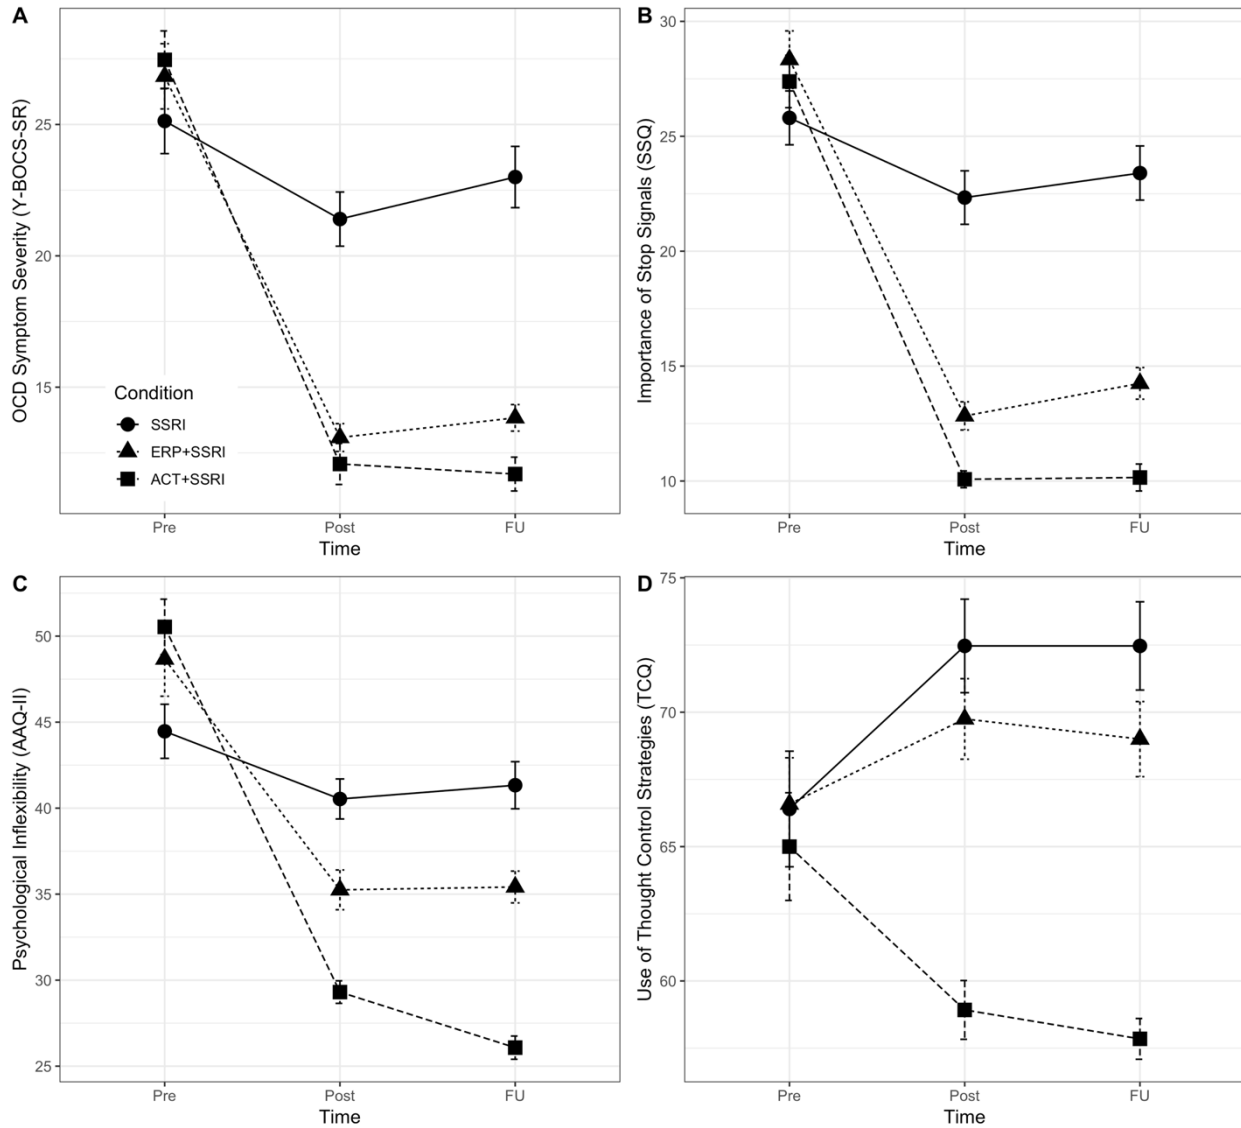 A
OCD Symptom Severity (Y-BOCS-SR)
25
20
15
Condition
SSRI
ERP+SSRI
ACT+SSRI
Pre
Post
FU
Time
B
Importance of Stop Signals (SSQ)
30
25
20
15
10
Pre
Post
FU
Time
C
Psychological Inflexibility (AAQ-II)
50
45
40
35
30
25
Pre
Post
FU
Time
D
Use of Thought Control Strategies (TCQ)
75
70
65
60
Pre
Post
FU
Time